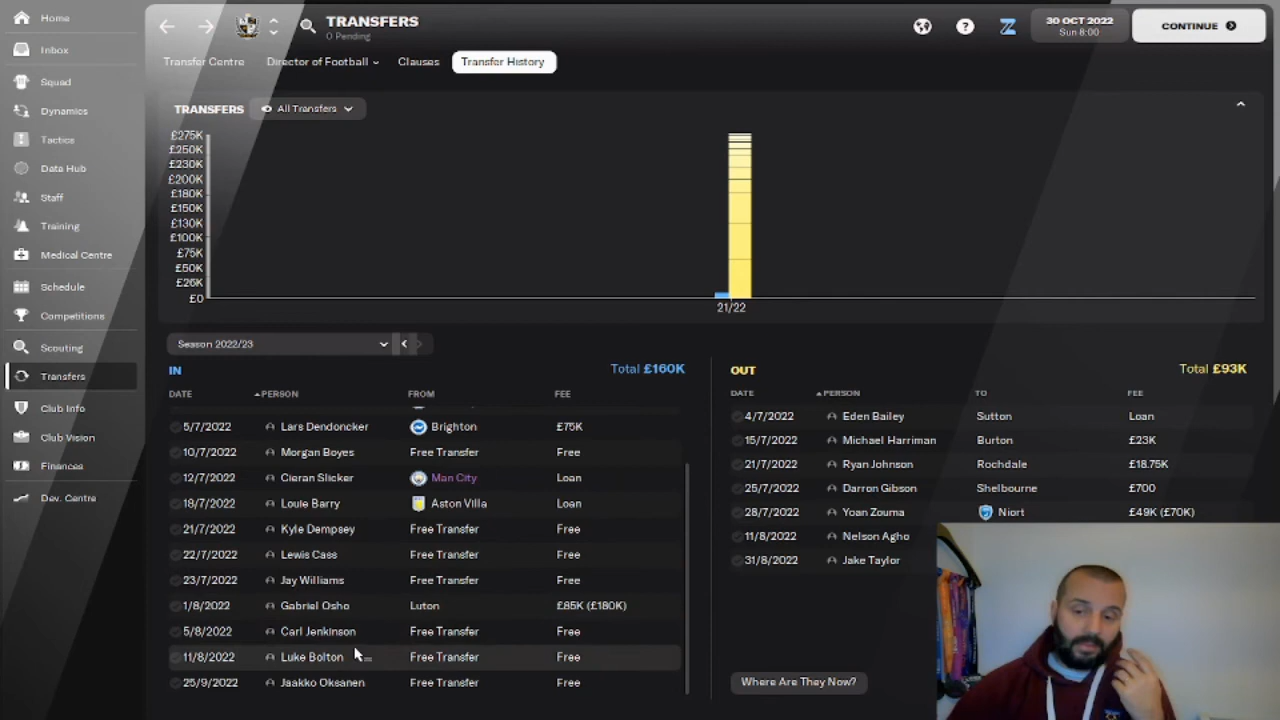 Home
Inbox
Squad
Dynamics
Tactics
Data Hub
Staff
Training
Medical Centre
Schedule
Competitions
Scouting
Transfers
Club Info
Club Vision
Finances
Dev. Centre
TRANSFERS
0 Pending
30 OCT 2022
Sun 8:00
CONTINUE
Transfer Centre
Director of Football
Clauses
Transfer History
TRANSFERS
All Transfers
£275K
£250K
£230K
£200K
£180K
£150K
£130K
£100K
£75K
£50K
£26K
£0
21/22
Season 2022/23
IN
Total £160K
DATE PERSON FROM FEE
5/7/2022 Lars Dendoncker Brighton £75K
10/7/2022 Morgan Boyes Free Transfer Free
12/7/2022 Cieran Slicker Man City Loan
18/7/2022 Louie Barry Aston Villa Loan
21/7/2022 Kyle Dempsey Free Transfer Free
22/7/2022 Lewis Cass Free Transfer Free
23/7/2022 Jay Williams Free Transfer Free
1/8/2022 Gabriel Osho Luton £85K (£180K)
5/8/2022 Carl Jenkinson Free Transfer Free
11/8/2022 Luke Bolton Free Transfer Free
25/9/2022 Jaakko Oksanen Free Transfer Free
OUT
Total £93K
DATE PERSON TO FEE
4/7/2022 Eden Bailey Sutton Loan
15/7/2022 Michael Harriman Burton £23K
21/7/2022 Ryan Johnson Rochdale £18.75K
25/7/2022 Darron Gibson Shelbourne £700
28/7/2022 Yoan Zouma Niort £49K (£70K)
11/8/2022 Nelson Agho
31/8/2022 Jake Taylor
Where Are They Now?